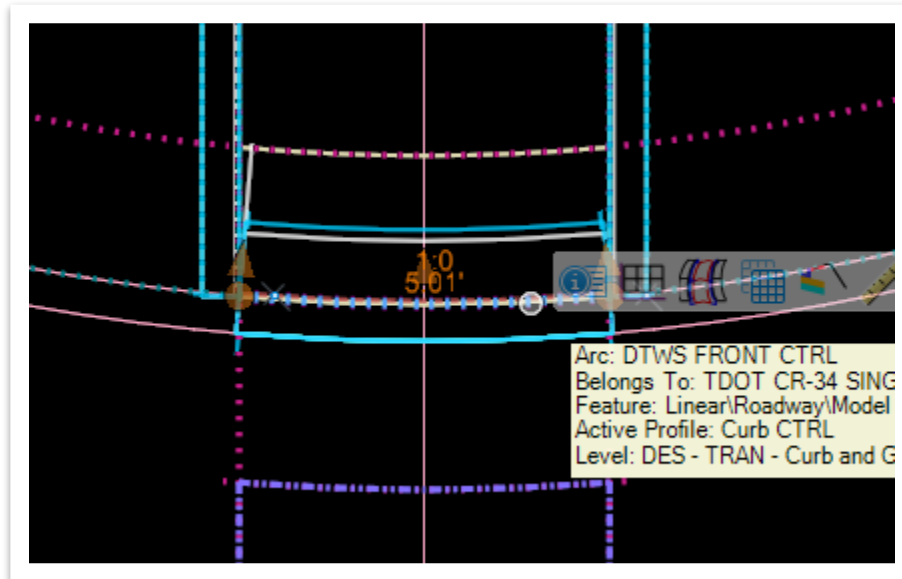 1:0
5.01'
Arc: DTWS FRONT CTRL
Belongs To: TDOT CR-34 SING
Feature: Linear\Roadway\Model
Active Profile: Curb CTRL
Level: DES - TRAN - Curb and G